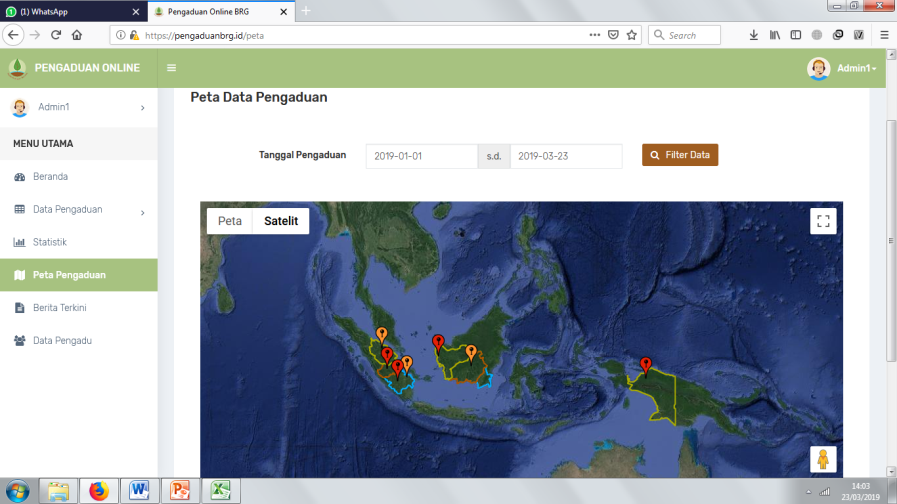 (1) WhatsApp
Pengaduan Online BRG
https://pengaduanbrg.id/peta
Search
PENGADUAN ONLINE
Admin1
Admin1
MENU UTAMA
Beranda
Data Pengaduan
Statistik
Peta Pengaduan
Berita Terkini
Data Pengadu
Peta Data Pengaduan
Tanggal Pengaduan 2019-01-01 s.d. 2019-03-23 Filter Data
Peta Satelit
14:03
23/03/2019